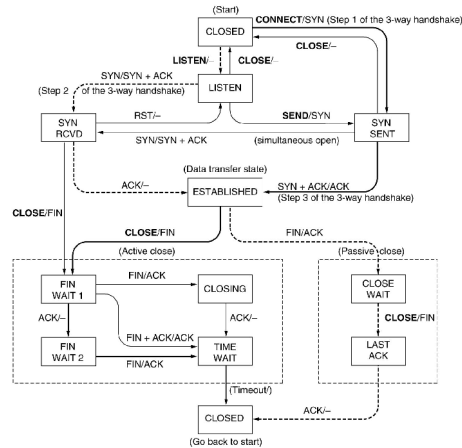 (Start)
CONNECT/SYN (Step 1 of the 3-way handshake)
CLOSED
CLOSE/–
LISTEN/–
CLOSE/–
SYN/SYN + ACK
(Step 2 of the 3-way handshake)
LISTEN
SYN
RCVD
RST/–
SEND/SYN
SYN
SENT
SYN/SYN + ACK
(simultaneous open)
(Data transfer state)
ACK/–
ESTABLISHED
SYN + ACK/ACK
(Step 3 of the 3-way handshake)
CLOSE/FIN
CLOSE/FIN
FIN/ACK
(Active close)
(Passive close)
FIN
WAIT 1
FIN/ACK
CLOSING
CLOSE
WAIT
ACK/–
ACK/–
CLOSE/FIN
FIN + ACK/ACK
FIN
WAIT 2
TIME
WAIT
LAST
ACK
FIN/ACK
(Timeout/)
CLOSED
ACK/–
(Go back to start)